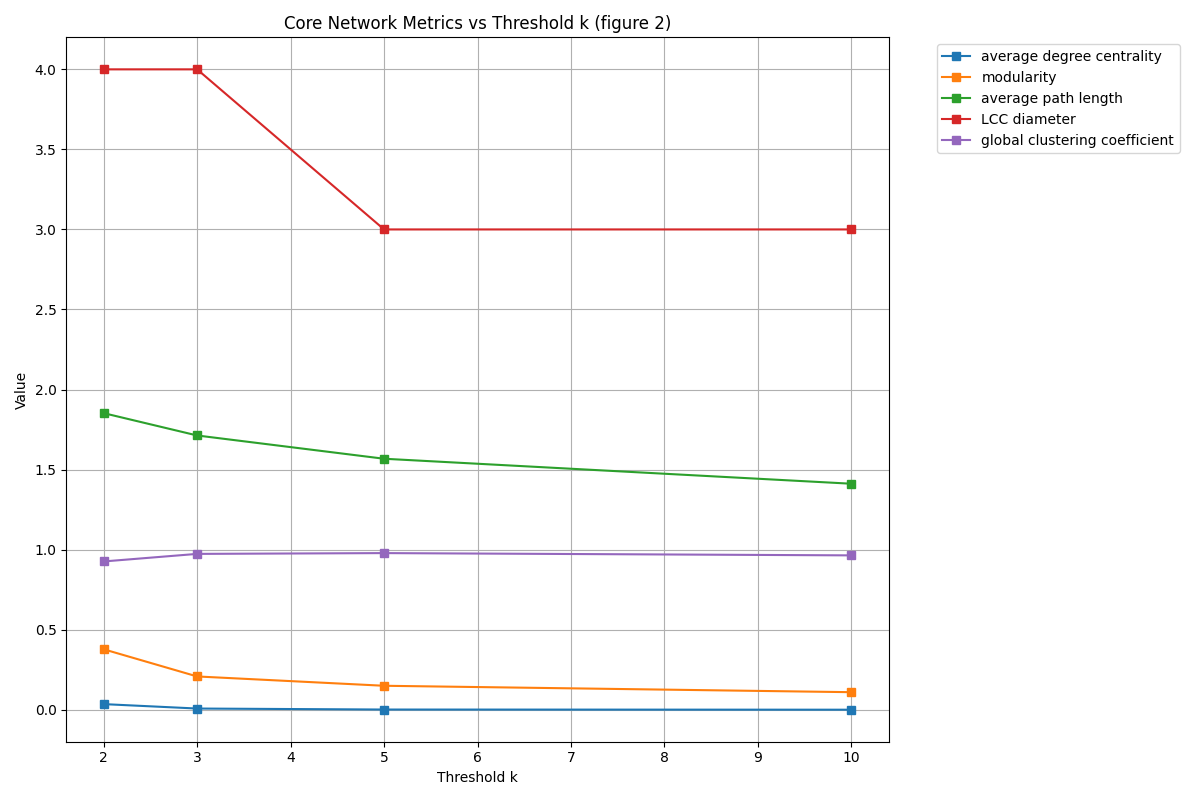 Core Network Metrics vs Threshold k (figure 2)
average degree centrality
modularity
average path length
LCC diameter
global clustering coefficient
Value
4.0
3.5
3.0
2.5
2.0
1.5
1.0
0.5
0.0
2 3 4 5 6 7 8 9 10
Threshold k